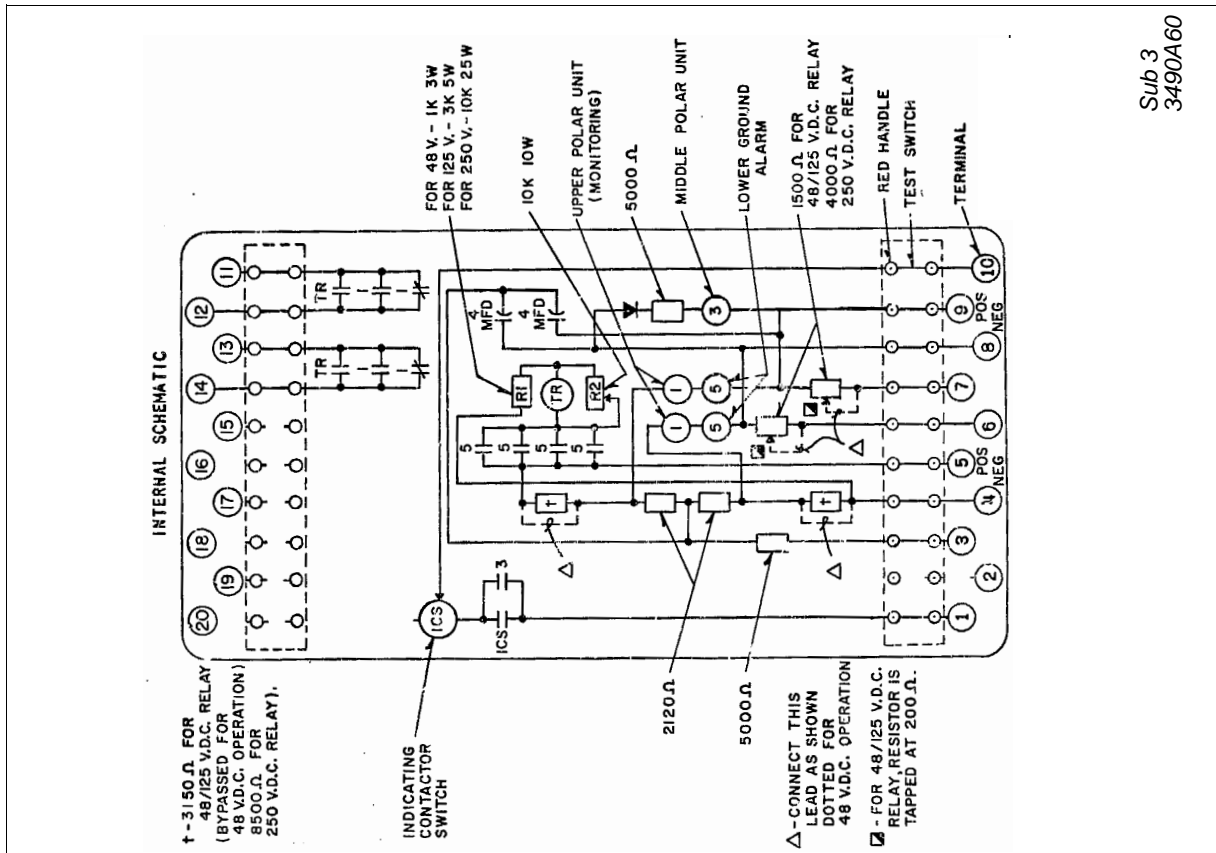 Sub 3
3490A60
INTERNAL SCHEMATIC
† - 3150 Ω FOR
48/125 V.D.C. RELAY
(BYPASSED FOR
48 V.D.C. OPERATION)
8500 Ω FOR
250 V.D.C. RELAY).
20
19
18
17
16
15
14
13
12
11
TR
TR
FOR 48 V. - 1K 3W
FOR 125 V. - 3K 5W
FOR 250 V. - 10K 25W
10K 10W
UPPER POLAR UNIT
(MONITORING)
5000 Ω
MIDDLE POLAR UNIT
LOWER GROUND
ALARM
1500 Ω FOR
48/125 V.D.C. RELAY
4000 Ω FOR
250 V.D.C. RELAY
RED HANDLE
TEST SWITCH
TERMINAL
INDICATING
CONTACTOR
SWITCH
ICS
ICS
3
4
MFD
4
MFD
R1
TR
R2
5
5
5
5
1
5
1
5
3
†
†
△
△
△
2120 Ω
5000 Ω
1
2
3
4
NEG
5
POS
6
7
8
NEG
9
POS
10
△ - CONNECT THIS
LEAD AS SHOWN
DOTTED FOR
48 V.D.C. OPERATION
- FOR 48/125 V.D.C.
RELAY, RESISTOR IS
TAPPED AT 200 Ω.